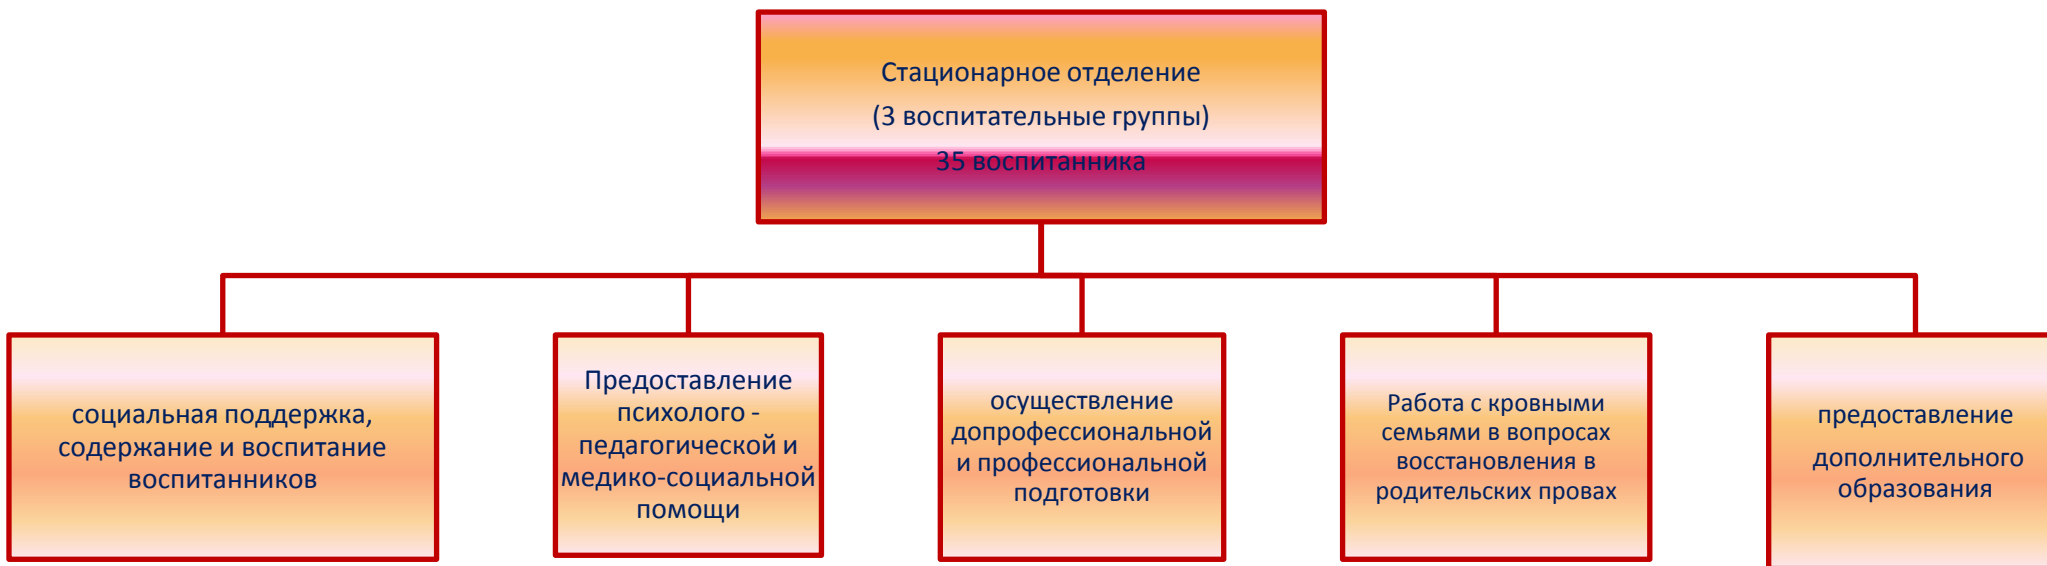 Стационарное отделение
(3 воспитательные группы)
35 воспитанника
социальная поддержка,
содержание и воспитание
воспитанников
Предоставление
психолого -
педагогической и
медико-социальной
помощи
осуществление
допрофессиональной
и профессиональной
подготовки
Работа с кровными
семьями в вопросах
восстановления в
родительских провах
предоставление
дополнительного
образования